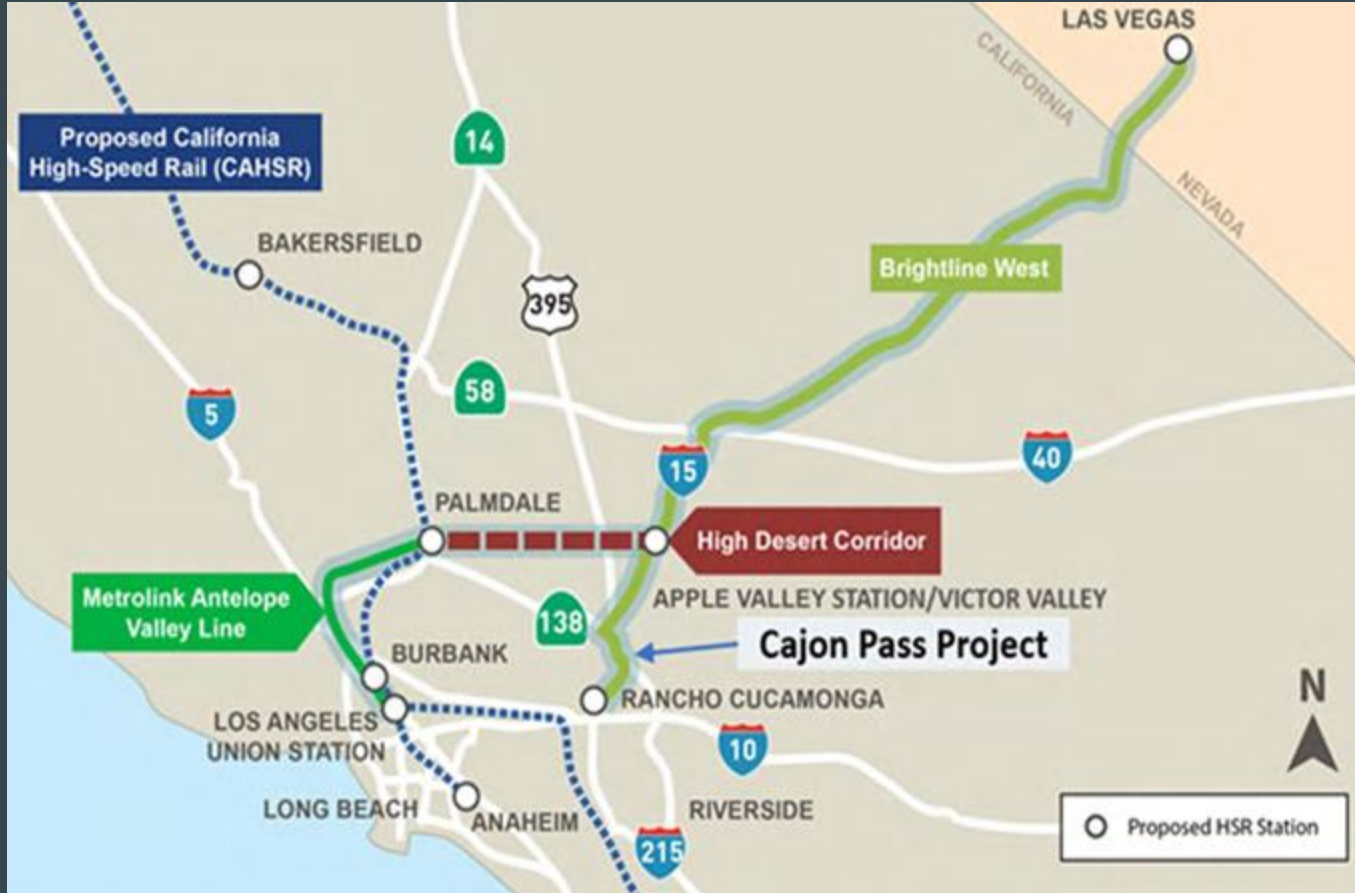 LAS VEGAS
CALIFORNIA
NEVADA
Proposed California
High-Speed Rail (CAHSR)
14
BAKERSFIELD
Brightline West
395
5
58
15
40
PALMDALE
High Desert Corridor
Metrolink Antelope
Valley Line
138
APPLE VALLEY STATION/VICTOR VALLEY
Cajon Pass Project
BURBANK
RANCHO CUCAMONGA
N
LOS ANGELES
UNION STATION
10
LONG BEACH
ANAHEIM
RIVERSIDE
215
Proposed HSR Station